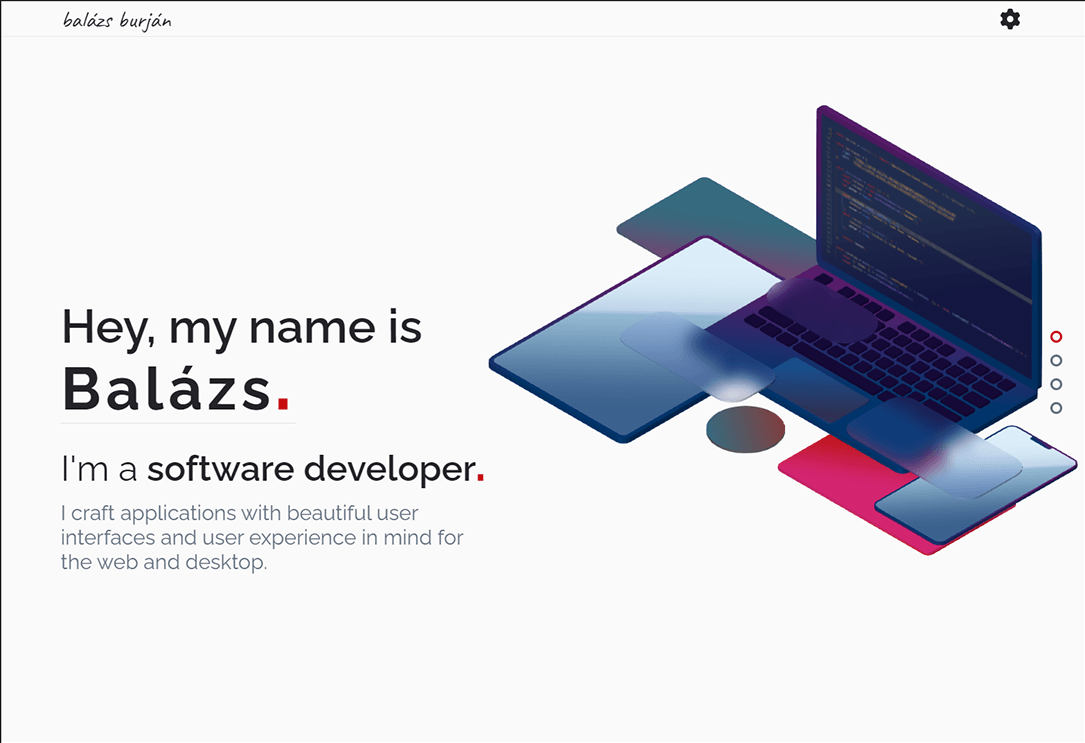 balázs burján
Hey, my name is
Balázs.
I'm a software developer.
I craft applications with beautiful user
interfaces and user experience in mind for
the web and desktop.